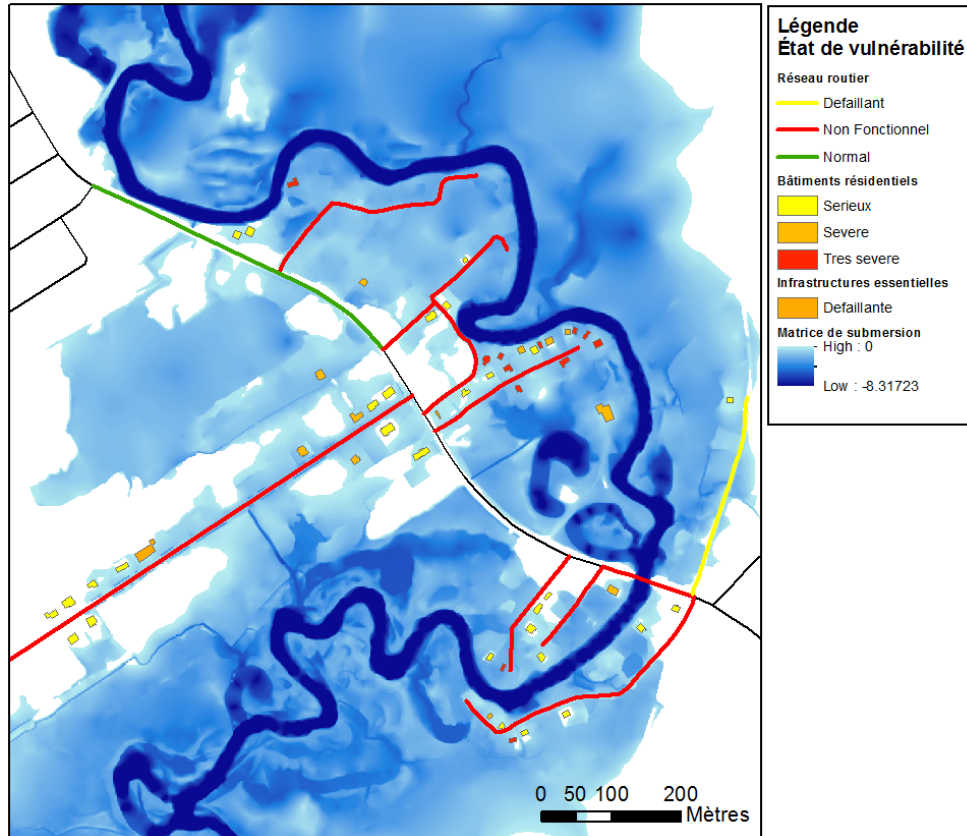 Légende
État de vulnérabilité
Réseau routier
Defaillant
Non Fonctionnel
Normal
Bâtiments résidentiels
Serieux
Severe
Tres severe
Infrastructures essentielles
Defaillante
Matrice de submersion
High : 0
Low : -8.31723
0 50 100 200
Mètres